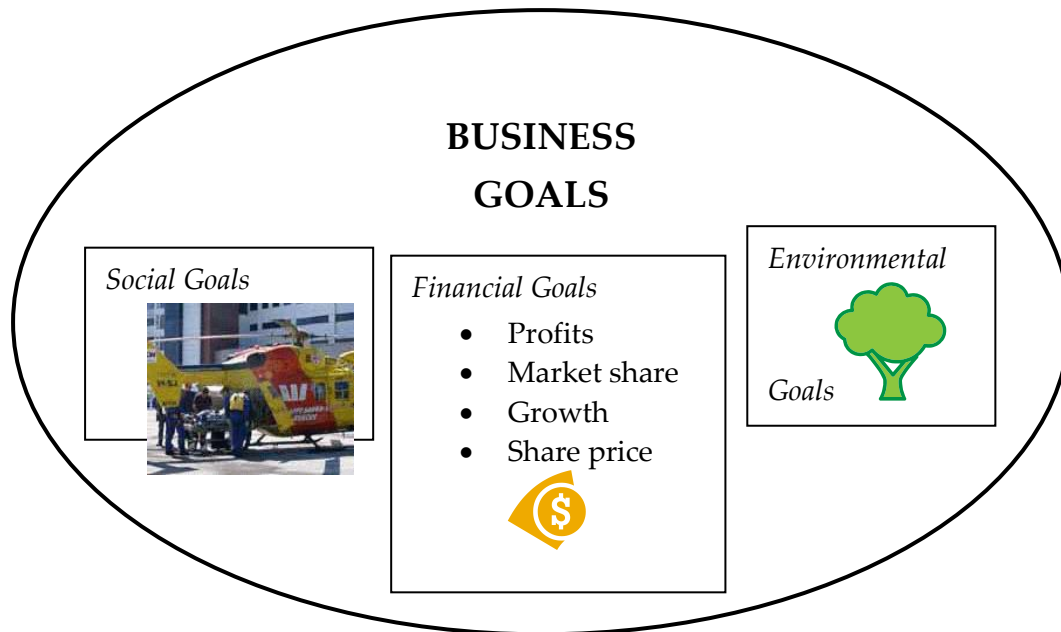 BUSINESS
GOALS
Social Goals
Financial Goals
• Profits
• Market share
• Growth
• Share price
$
Environmental
Goals